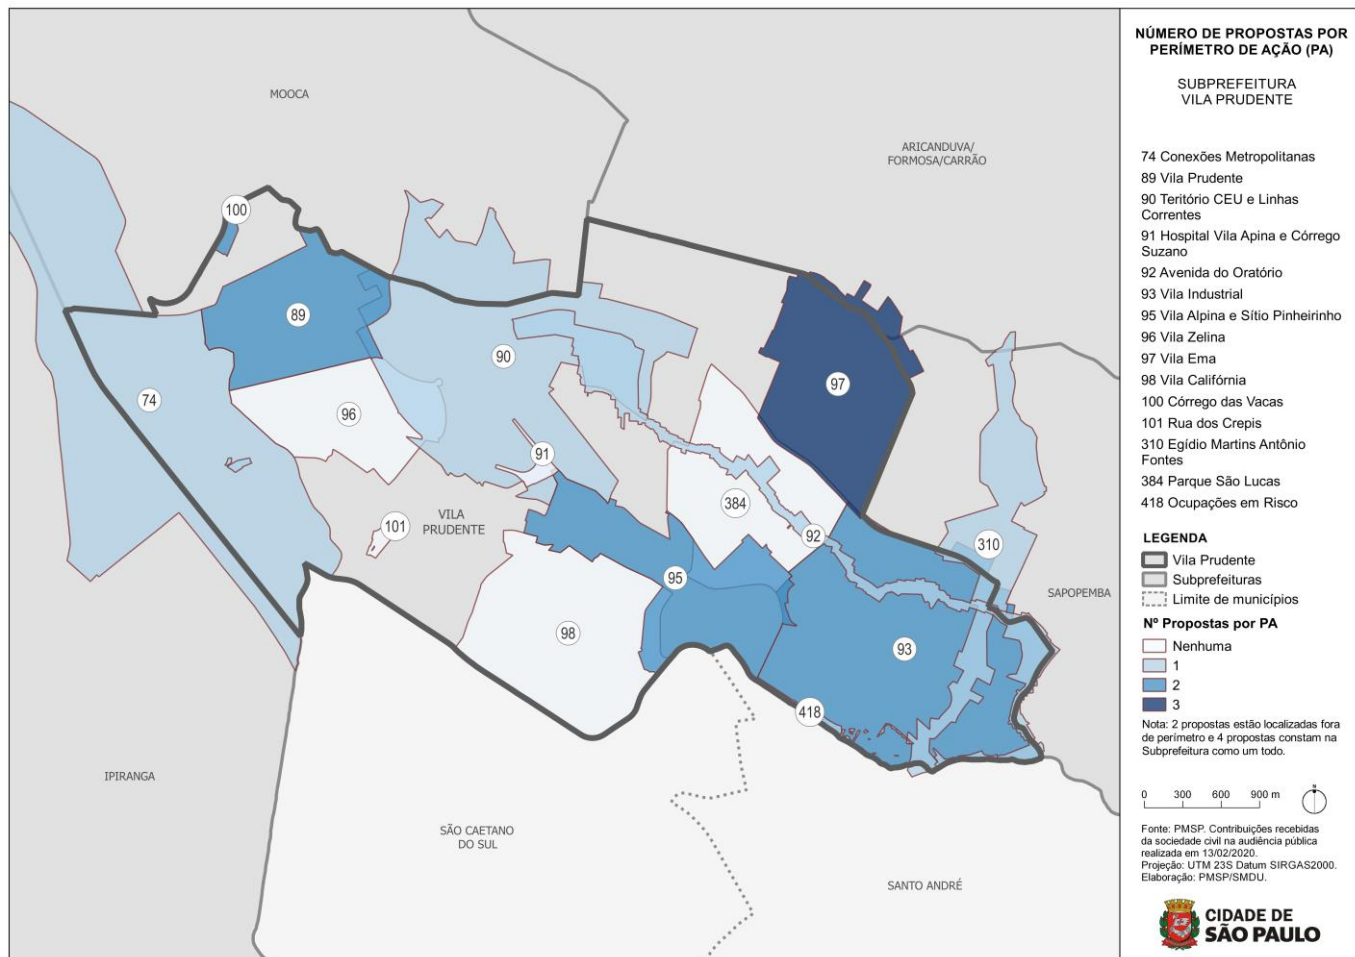 NÚMERO DE PROPOSTAS POR
PERÍMETRO DE AÇÃO (PA)
SUBPREFEITURA
VILA PRUDENTE
74 Conexões Metropolitanas
89 Vila Prudente
90 Teritório CEU e Linhas
Correntes
91 Hospital Vila Apina e Córrego
Suzano
92 Avenida do Oratório
93 Vila Industrial
95 Vila Alpina e Sítio Pinheirinho
96 Vila Zelina
97 Vila Ema
98 Vila Califórnia
100 Córrego das Vacas
101 Rua dos Crepis
310 Egídio Martins Antônio
Fontes
384 Parque São Lucas
418 Ocupações em Risco
LEGENDA
Vila Prudente
Subprefeituras
Limite de municípios
Nº Propostas por PA
Nenhuma
1
2
3
Nota: 2 propostas estão localizadas fora
de perímetro e 4 propostas constam na
Subprefeitura como um todo.
0 300 600 900 m
N
Fonte: PMSP. Contribuições recebidas
da sociedade civil na audiência pública
realizada em 13/02/2020.
Projeção: UTM 23S Datum SIRGAS2000.
Elaboração: PMSP/SMDU.
CIDADE DE
SÃO PAULO
MOOCA
ARICANDUVA/
FORMOSA/CARRÃO
100
89
90
97
74
96
91
384
101
VILA
PRUDENTE
92
310
95
SAPOPEMBA
98
93
418
IPIRANGA
SÃO CAETANO
DO SUL
SANTO ANDRÉ